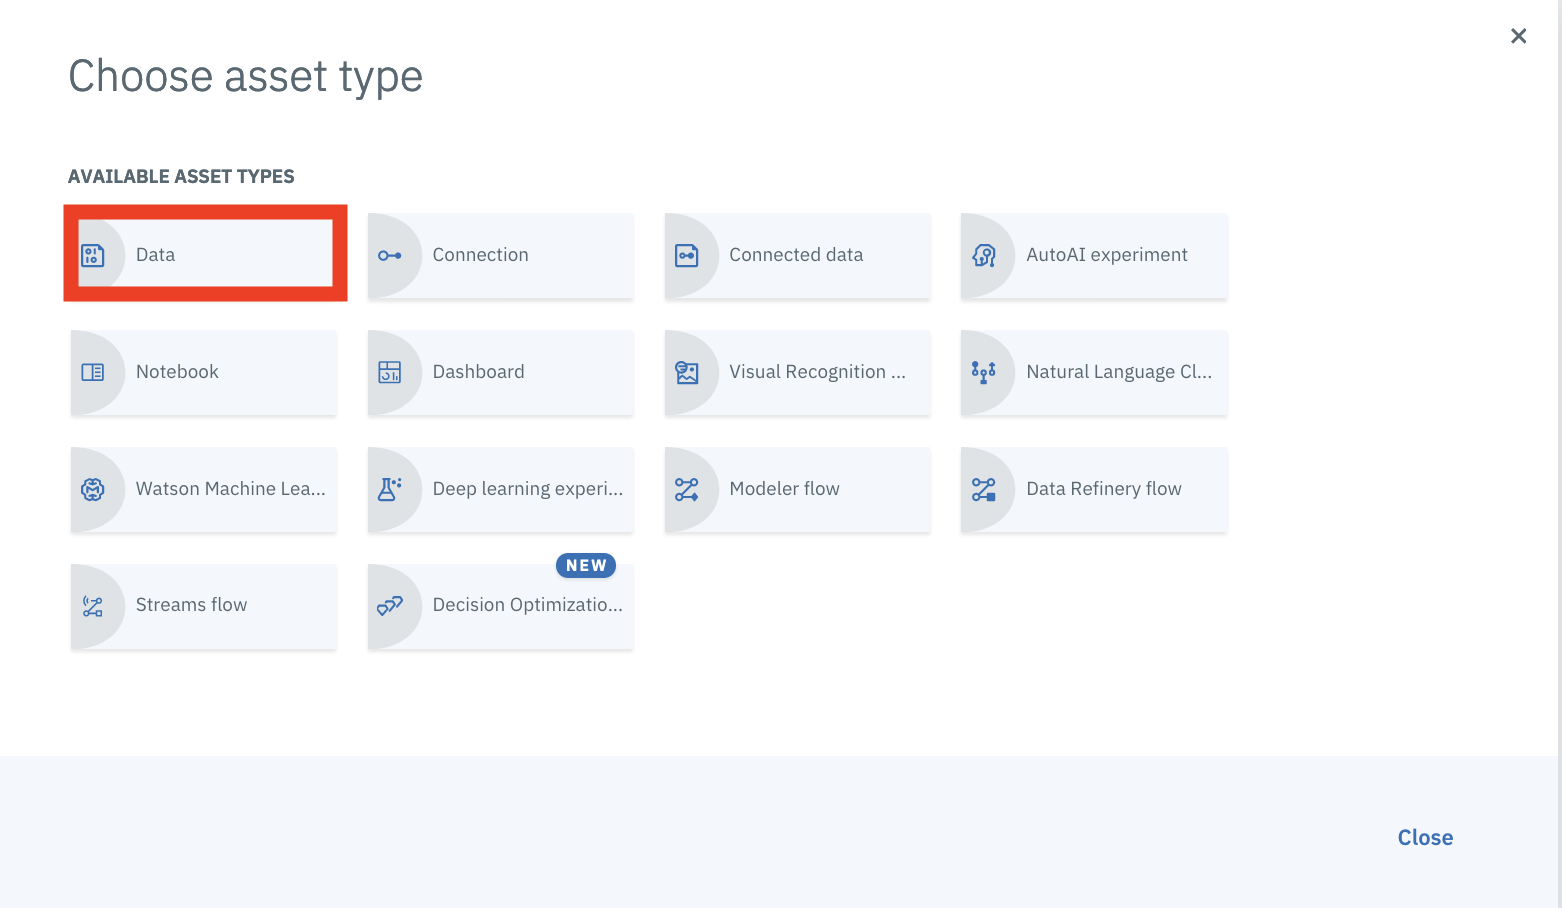 Choose asset type
AVAILABLE ASSET TYPES
Data
Connection
Connected data
AutoAI experiment
Notebook
Dashboard
Visual Recognition ...
Natural Language Cl...
Watson Machine Lea...
Deep learning experi...
Modeler flow
Data Refinery flow
Streams flow
NEW
Decision Optimizatio...
Close